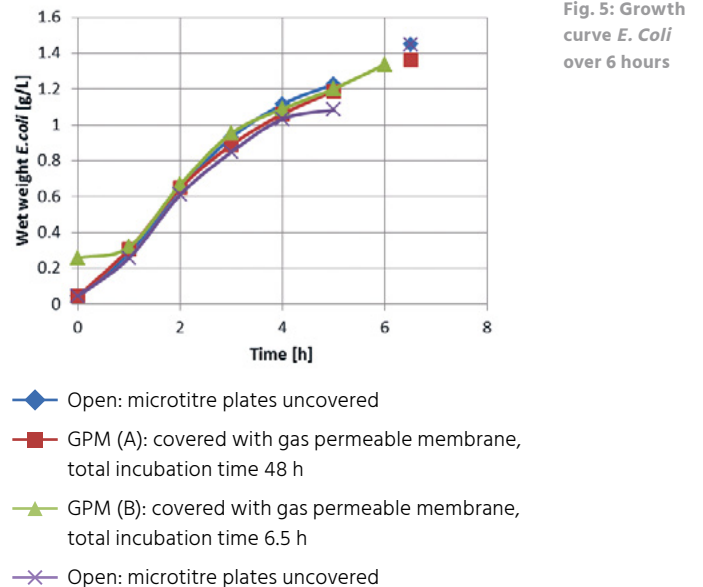 Fig. 5: Growth
curve E. Coli
over 6 hours
Wet weight E.coli [g/L]
1.6
1.4
1.2
1
0.8
0.6
0.4
0.2
0
0 2 4 6 8
Time [h]
Open: microtitre plates uncovered
GPM (A): covered with gas permeable membrane,
total incubation time 48 h
GPM (B): covered with gas permeable membrane,
total incubation time 6.5 h
Open: microtitre plates uncovered